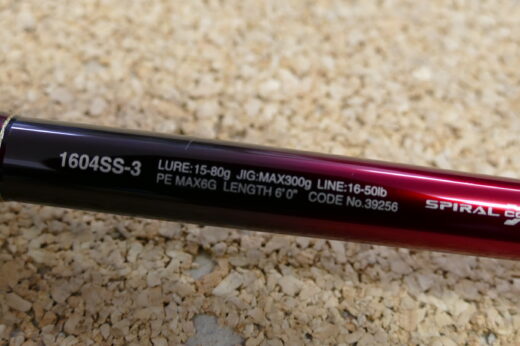 1604SS-3
LURE:15-80g JIG:MAX300g LINE:16-50lb
PE MAX6G LENGTH 6'0" CODE No.39256
SPIRAL